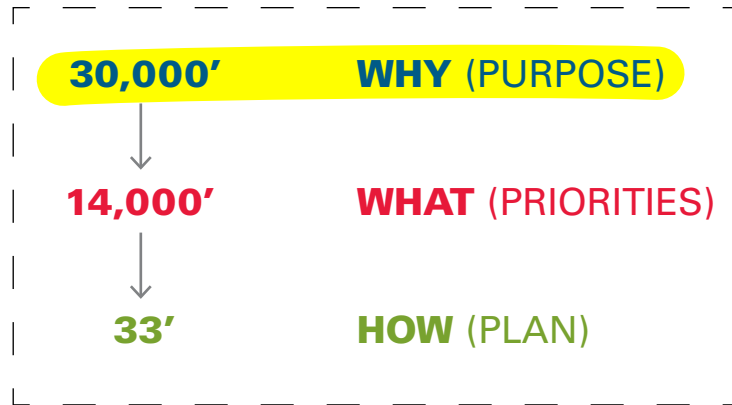 30,000’ WHY (PURPOSE)
14,000’ WHAT (PRIORITIES)
33’ HOW (PLAN)